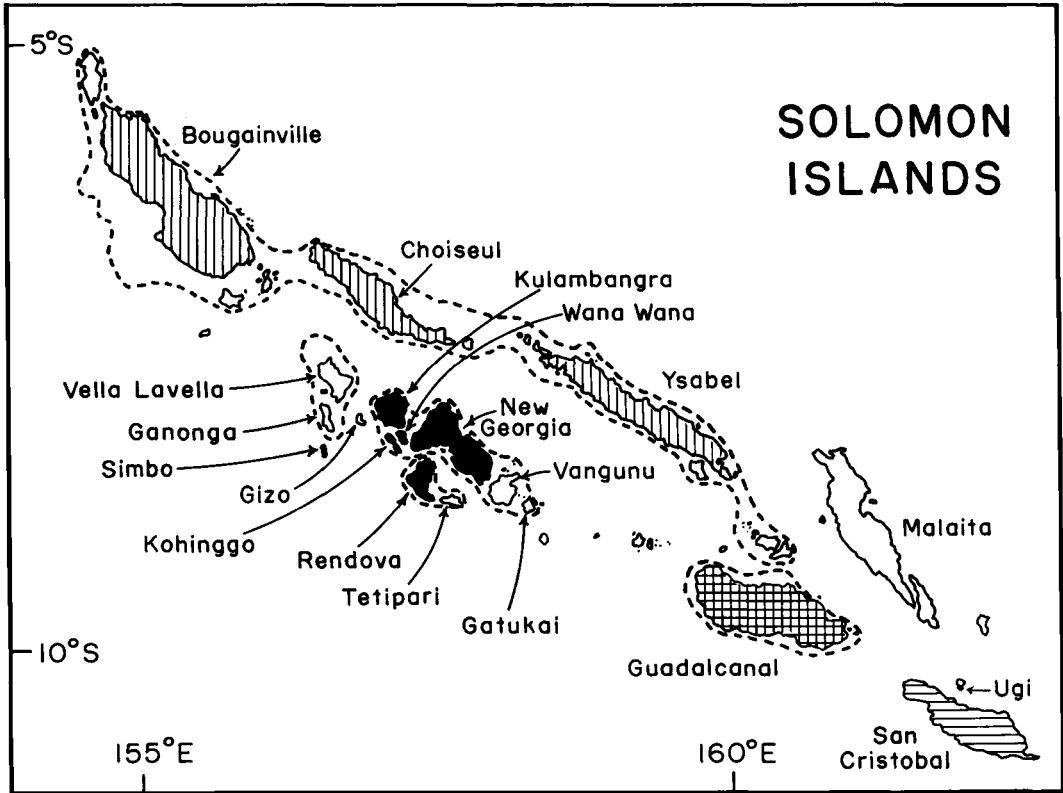 5°S
SOLOMON
ISLANDS
Bougainville
Choiseul
Kulambangra
Wana Wana
Vella Lavella
Ysabel
New
Georgia
Ganonga
Simbo
Vangunu
Gizo
Kohinggo
Rendova
Malaita
Tetipari
Gatukai
10°S
Guadalcanal
Ugi
San
Cristobal
155°E
160°E